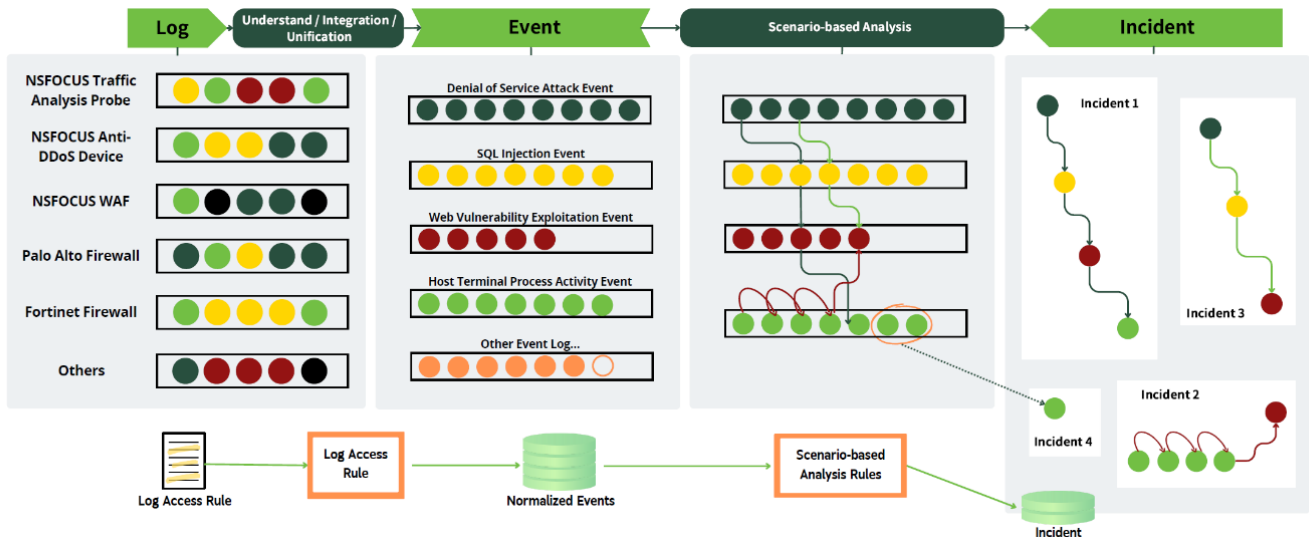 Log
Understand / Integration /
Unification
Event
Scenario-based Analysis
Incident
NSFOCUS Traffic
Analysis Probe
NSFOCUS Anti-
DDoS Device
NSFOCUS WAF
Palo Alto Firewall
Fortinet Firewall
Others
Denial of Service Attack Event
SQL Injection Event
Web Vulnerability Exploitation Event
Host Terminal Process Activity Event
Other Event Log...
Incident 1
Incident 3
Incident 4
Incident 2
Log Access Rule
Log Access
Rule
Normalized Events
Scenario-based
Analysis Rules
Incident